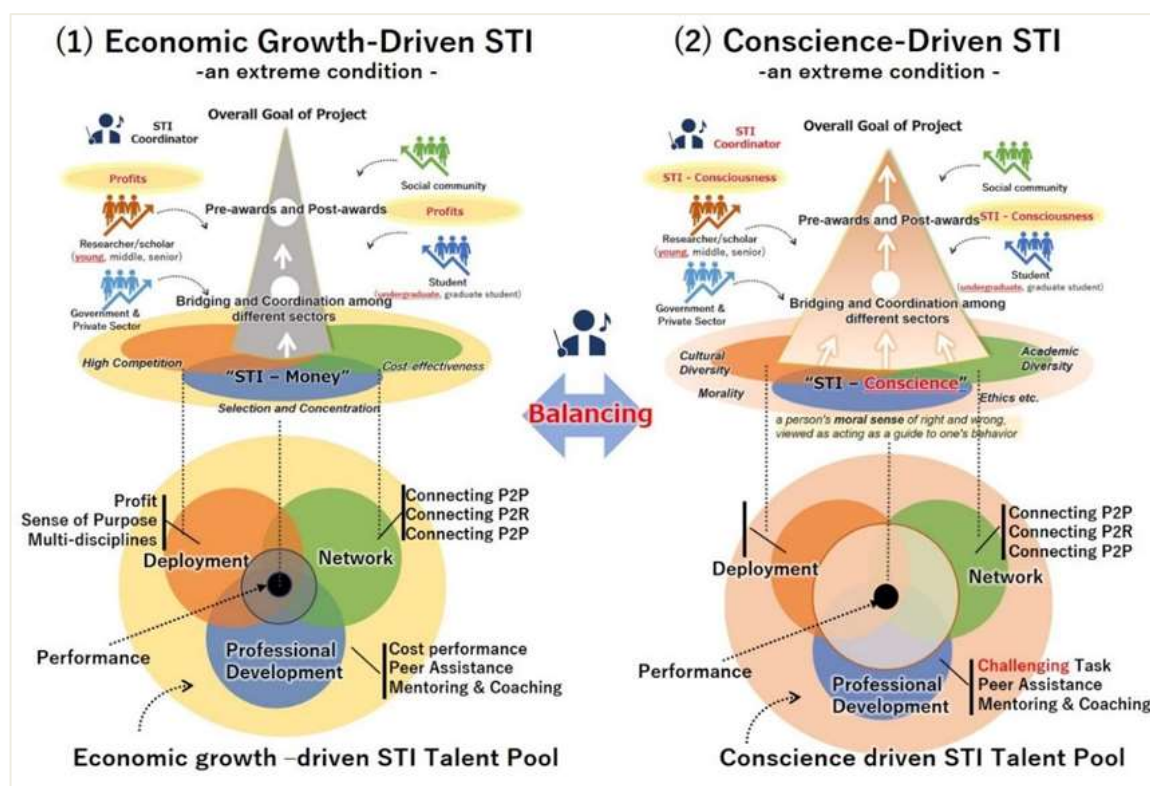 (1) Economic Growth-Driven STI
-an extreme condition -
Overall Goal of Project
STI
Coordinator
Profits
Social community
Pre-awards and Post-awards
Profits
Researcher/scholar
(young, middle, senior)
Student
(undergraduate, graduate student)
Bridging and Coordination among
different sectors
Government &
Private Sector
High Competition
Cost-effectiveness
"STI – Money"
Selection and Concentration
Profit
Sense of Purpose
Multi-disciplines
Deployment
Connecting P2P
Connecting P2R
Connecting P2P
Network
Performance
Professional
Development
Cost performance
Peer Assistance
Mentoring & Coaching
Economic growth –driven STI Talent Pool
Balancing
(2) Conscience-Driven STI
-an extreme condition -
Overall Goal of Project
STI
Coordinator
STI - Consciousness
Social community
Pre-awards and Post-awards
STI - Consciousness
Researcher/scholar
(young, middle, senior)
Student
(undergraduate, graduate student)
Bridging and Coordination among
different sectors
Government &
Private Sector
Cultural
Diversity
Academic
Diversity
Morality
"STI – Conscience"
Ethics etc.
a person's moral sense of right and wrong,
viewed as acting as a guide to one's behavior
Deployment
Connecting P2P
Connecting P2R
Connecting P2P
Network
Performance
Professional
Development
Challenging Task
Peer Assistance
Mentoring & Coaching
Conscience driven STI Talent Pool